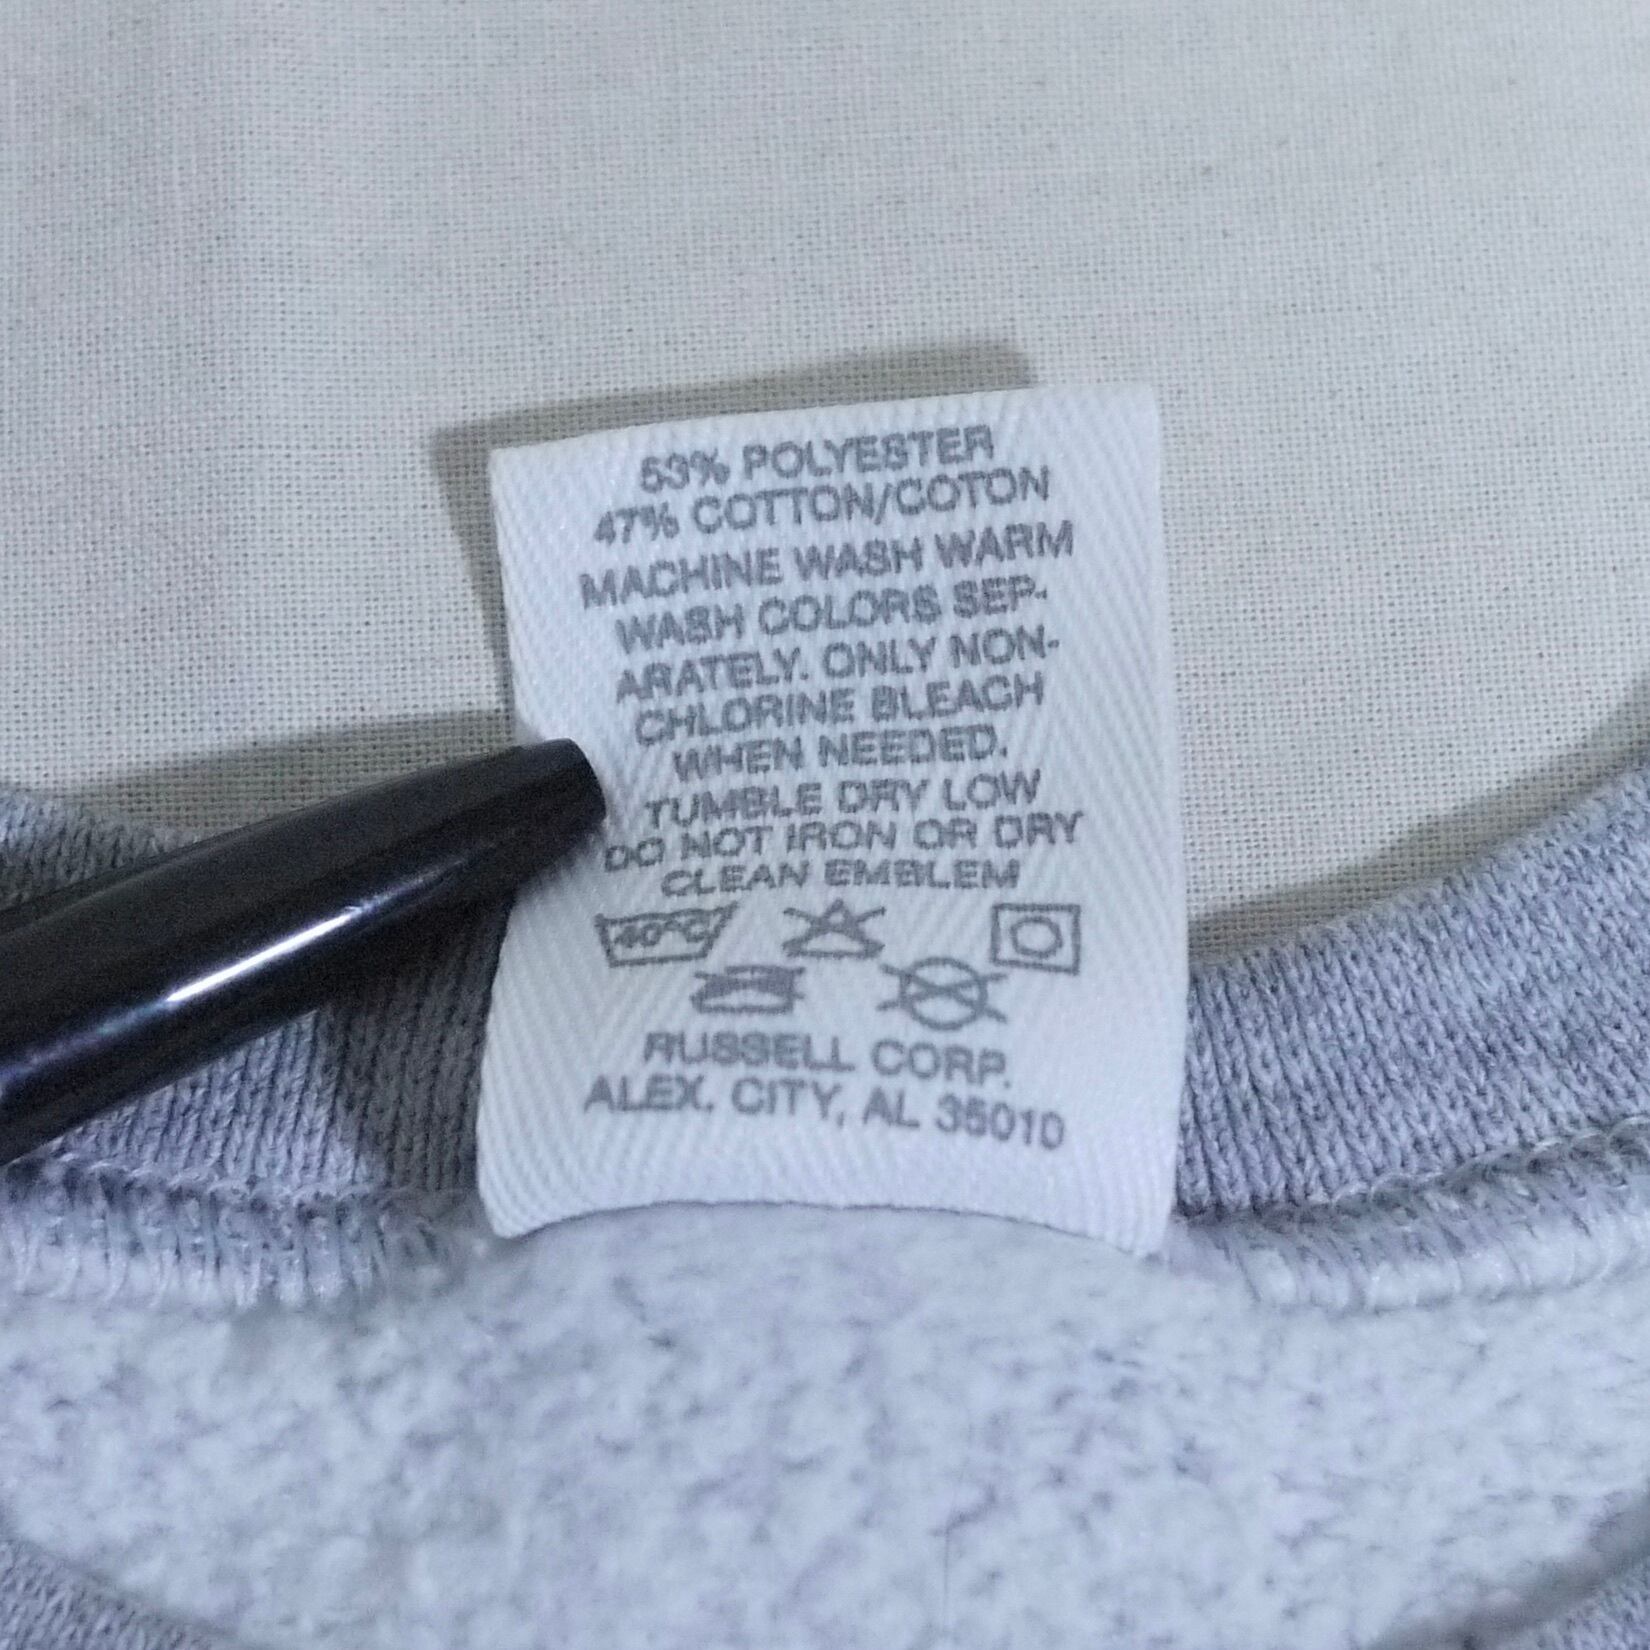 53% POLYESTER
47% COTTON/COTON
MACHINE WASH WARM
WASH COLORS SEP-
ARATELY. ONLY NON-
CHLORINE BLEACH
WHEN NEEDED.
TUMBLE DRY LOW
DO NOT IRON OR DRY
CLEAN EMBLEM
40°C
RUSSELL CORP.
ALEX. CITY, AL 35010